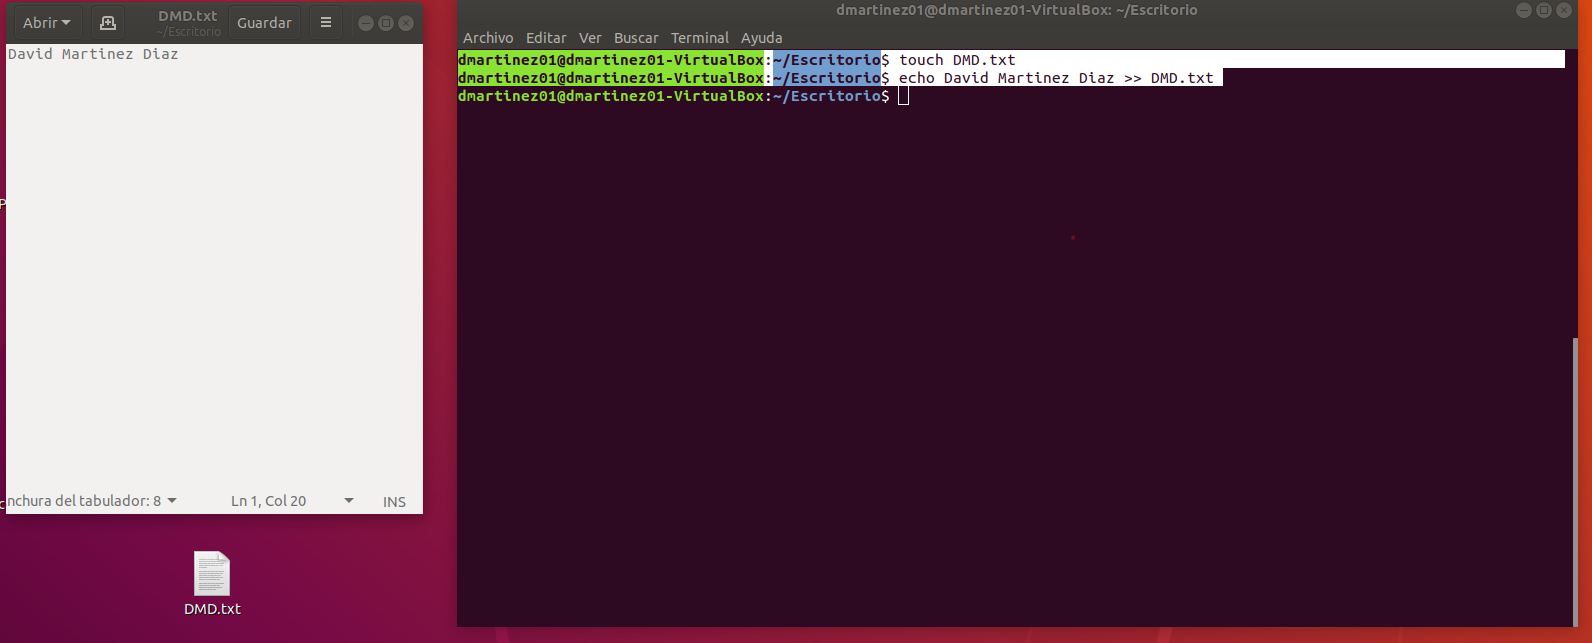 Abrir
DMD.txt
~/Escritorio
Guardar
David Martinez Diaz
nchura del tabulador: 8
Ln 1, Col 20
INS
DMD.txt
dmartinez01@dmartinez01-VirtualBox: ~/Escritorio
Archivo Editar Ver Buscar Terminal Ayuda
dmartinez01@dmartinez01-VirtualBox:~/Escritorio$ touch DMD.txt
dmartinez01@dmartinez01-VirtualBox:~/Escritorio$ echo David Martinez Diaz >> DMD.txt
dmartinez01@dmartinez01-VirtualBox:~/Escritorio$